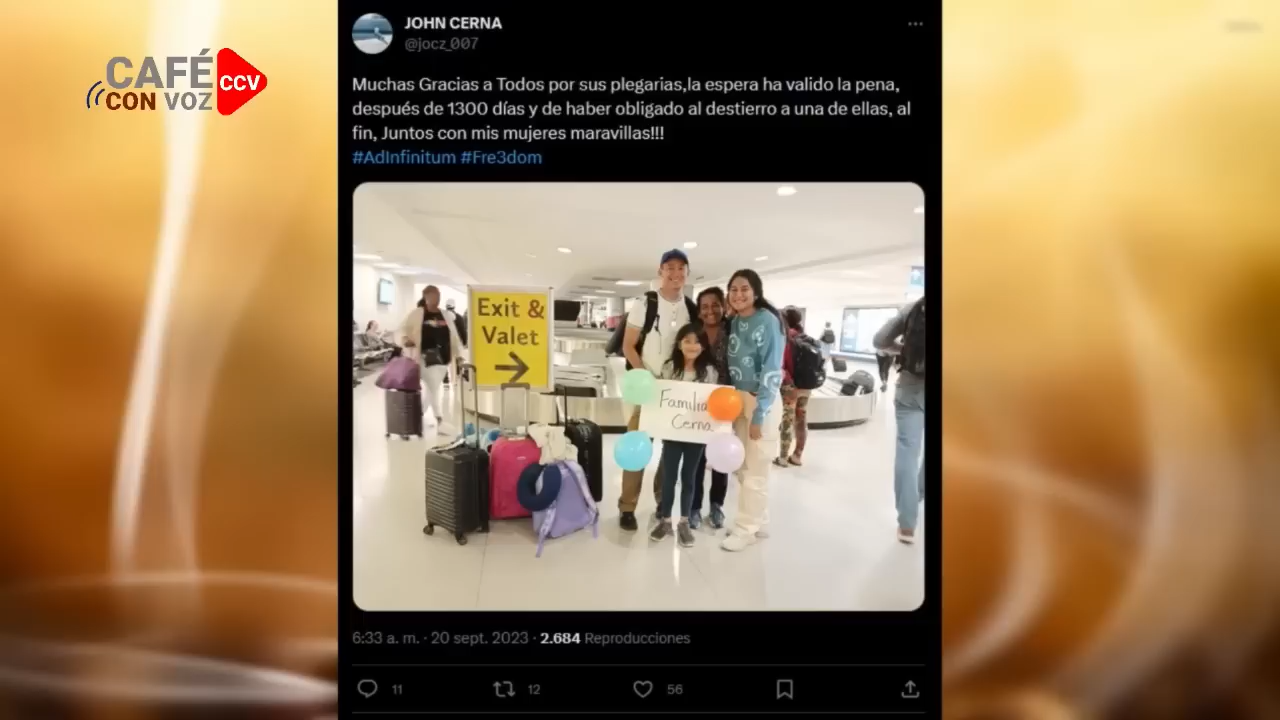 CAFÉ
CON VOZ
CCV
JOHN CERNA
@jocz_007
Muchas Gracias a Todos por sus plegarias,la espera ha valido la pena,
después de 1300 días y de haber obligado al destierro a una de ellas, al
fin, Juntos con mis mujeres maravillas!!!
#AdInfinitum #Fre3dom
Exit &
Valet
Familia
Cerna
6:33 a. m. · 20 sept. 2023 · 2.684 Reproducciones
11
12
56